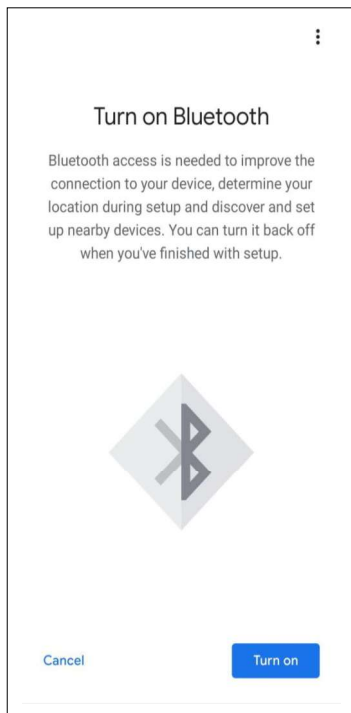 Turn on Bluetooth
Bluetooth access is needed to improve the
connection to your device, determine your
location during setup and discover and set
up nearby devices. You can turn it back off
when you've finished with setup.
Cancel
Turn on